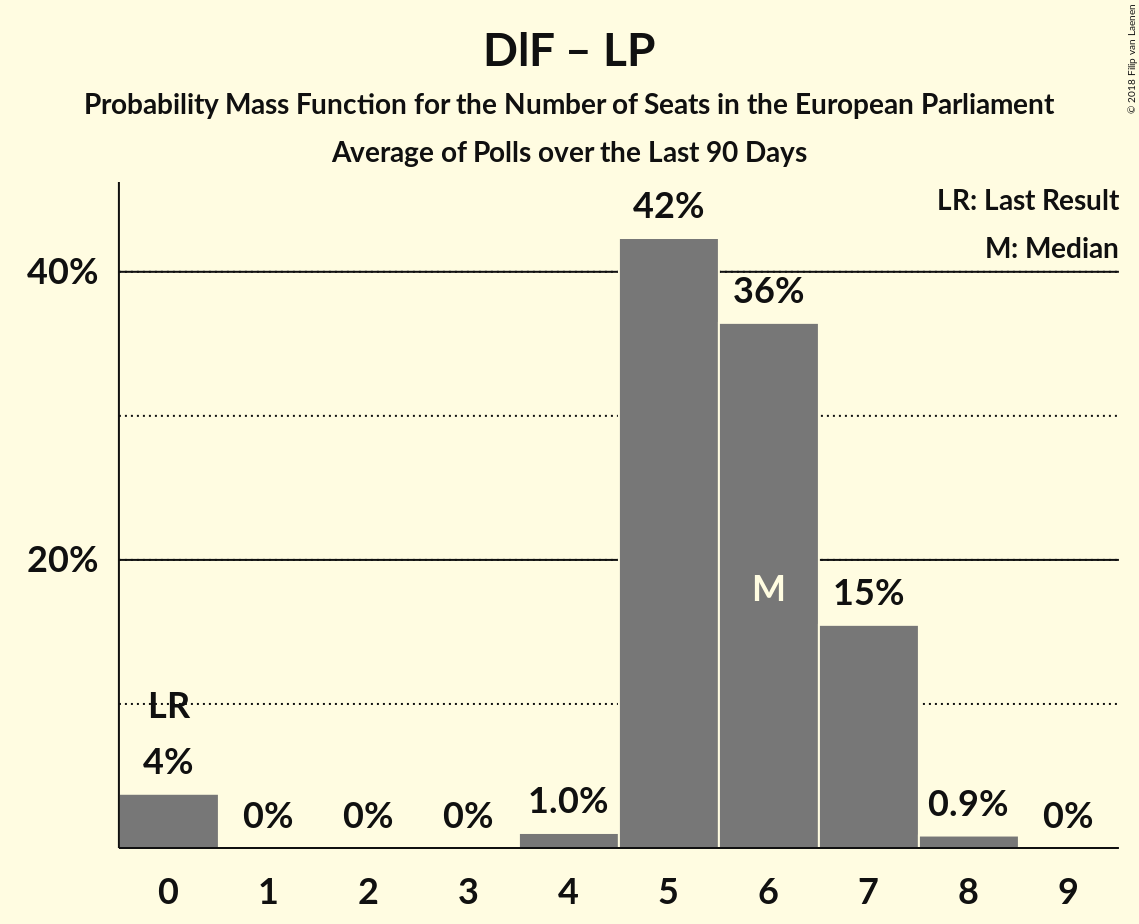 DlF – LP
Probability Mass Function for the Number of Seats in the European Parliament
Average of Polls over the Last 90 Days
© 2018 Filip van Laenen
LR: Last Result
M: Median
40%
20%
LR
4%
0%
0%
0%
1.0%
42%
36%
M
15%
0.9%
0%
0 1 2 3 4 5 6 7 8 9